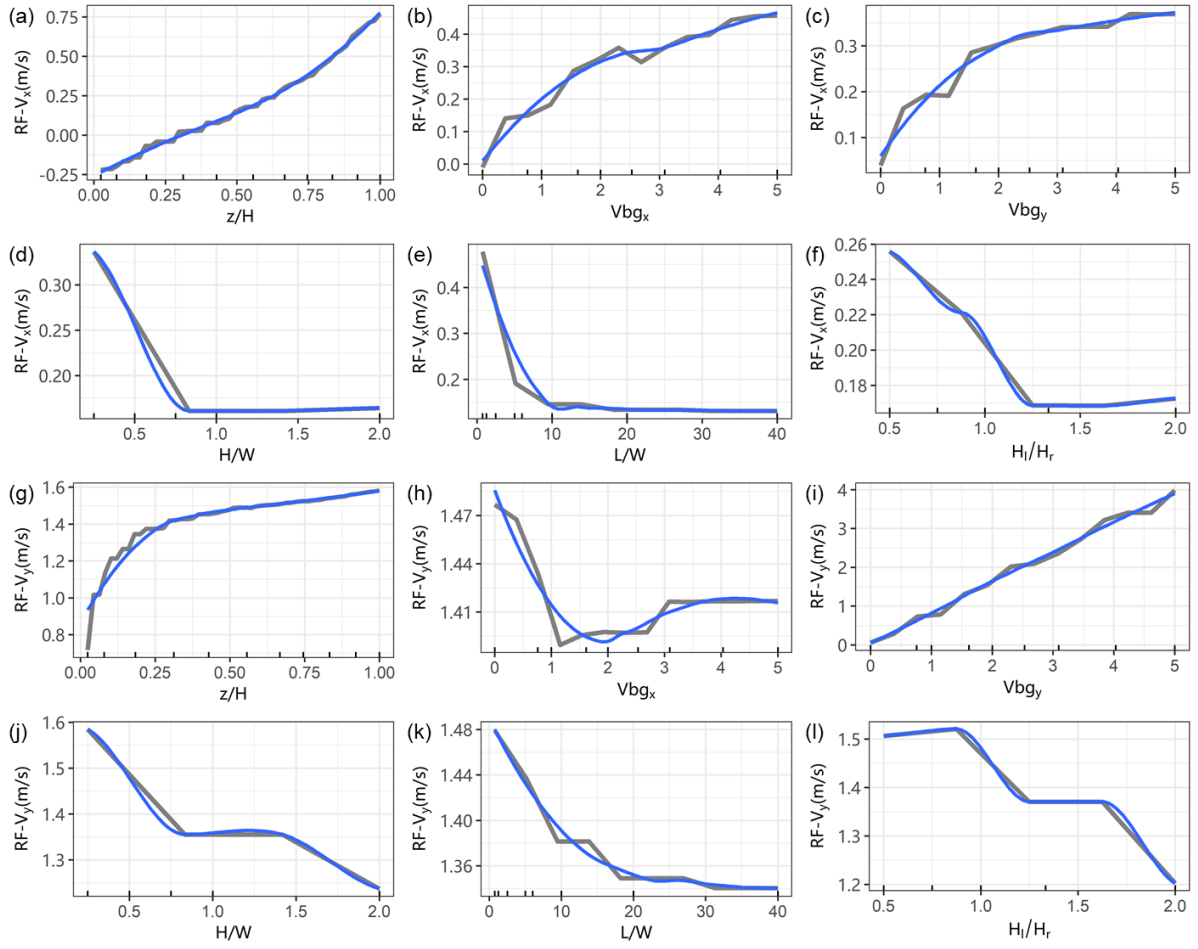 (a)
RF-Vx(m/s)
0.75
0.50
0.25
0.00
-0.25
0.00 0.25 0.50 0.75 1.00
z/H
(b)
RF-Vx(m/s)
0.4
0.3
0.2
0.1
0.0
0 1 2 3 4 5
Vbgx
(c)
RF-Vx(m/s)
0.3
0.2
0.1
0 1 2 3 4 5
Vbgy
(d)
RF-Vx(m/s)
0.30
0.25
0.20
0.5 1.0 1.5 2.0
H/W
(e)
RF-Vx(m/s)
0.4
0.3
0.2
0 10 20 30 40
L/W
(f)
RF-Vx(m/s)
0.26
0.24
0.22
0.20
0.18
0.5 1.0 1.5 2.0
Hl/Hr
(g)
RF-Vy(m/s)
1.6
1.4
1.2
1.0
0.8
0.00 0.25 0.50 0.75 1.00
z/H
(h)
RF-Vy(m/s)
1.47
1.44
1.41
0 1 2 3 4 5
Vbgx
(i)
RF-Vy(m/s)
4
3
2
1
0
0 1 2 3 4 5
Vbgy
(j)
RF-Vy(m/s)
1.6
1.5
1.4
1.3
0.5 1.0 1.5 2.0
H/W
(k)
RF-Vy(m/s)
1.48
1.44
1.40
1.36
0 10 20 30 40
L/W
(l)
RF-Vy(m/s)
1.5
1.4
1.3
1.2
0.5 1.0 1.5 2.0
Hl/Hr